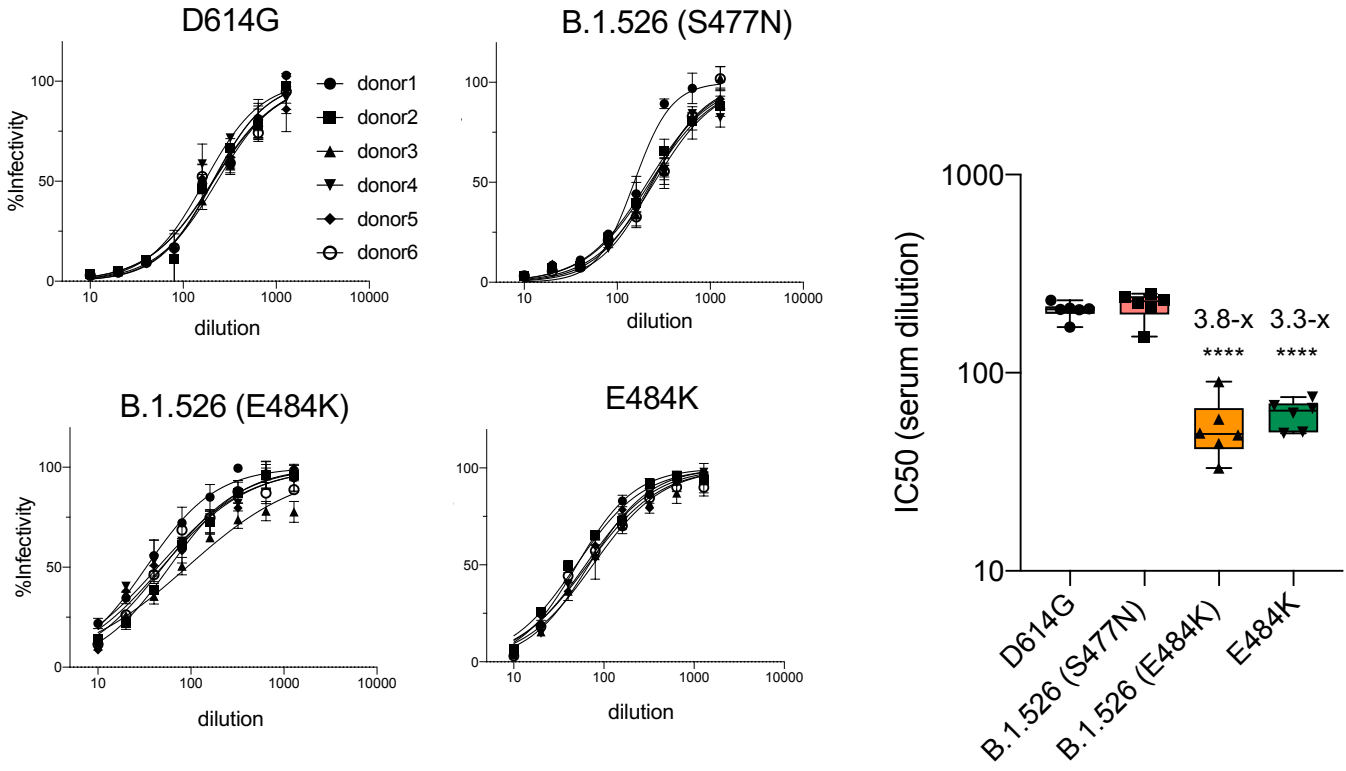 D614G
%Infectivity
100
50
0
10
100
1000
10000
dilution
donor1
donor2
donor3
donor4
donor5
donor6
B.1.526 (S477N)
100
50
0
10
100
1000
10000
dilution
B.1.526 (E484K)
%Infectivity
100
50
0
10
100
1000
10000
dilution
E484K
100
50
0
10
100
1000
10000
dilution
IC50 (serum dilution)
1000
100
10
3.8-x
3.3-x
****
****
D614G
B.1.526 (S477N)
B.1.526 (E484K)
E484K